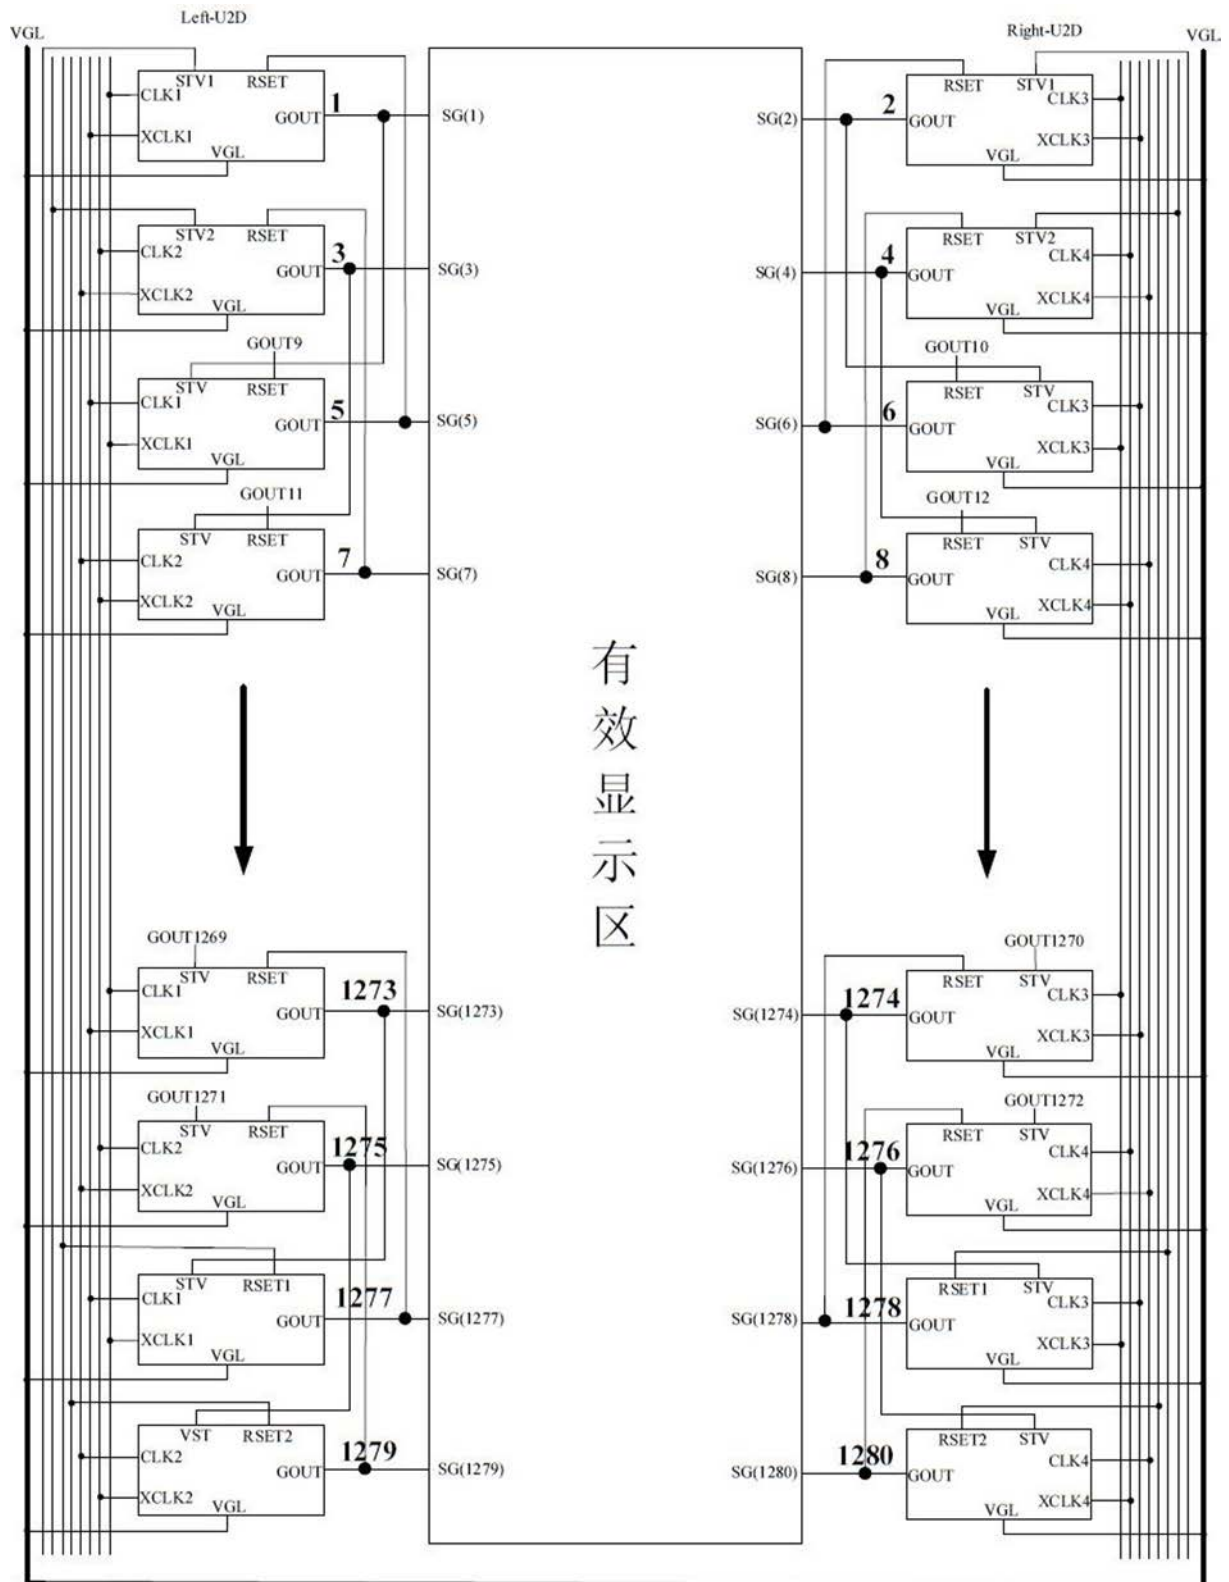 Left-U2D
VGL
Right-U2D
VGL
STV1 RSET
CLK1
1
GOUT
SG(1)
XCLK1
VGL
RSET STV1
CLK3
2
SG(2)
GOUT
XCLK3
VGL
STV2 RSET
CLK2
3
GOUT
SG(3)
XCLK2
VGL
RSET STV2
CLK4
4
SG(4)
GOUT
XCLK4
VGL
GOUT9
STV RSET
CLK1
5
GOUT
SG(5)
XCLK1
VGL
GOUT10
RSET STV
CLK3
6
SG(6)
GOUT
XCLK3
VGL
GOUT11
STV RSET
CLK2
7
GOUT
SG(7)
XCLK2
VGL
GOUT12
RSET STV
CLK4
8
SG(8)
GOUT
XCLK4
VGL
有
效
显
示
区
GOUT1269
STV RSET
CLK1
1273
GOUT
SG(1273)
XCLK1
VGL
GOUT1270
RSET STV
CLK3
1274
SG(1274)
GOUT
XCLK3
VGL
GOUT1271
STV RSET
CLK2
1275
GOUT
SG(1275)
XCLK2
VGL
GOUT1272
RSET STV
CLK4
1276
SG(1276)
GOUT
XCLK4
VGL
STV RSET1
CLK1
1277
GOUT
SG(1277)
XCLK1
VGL
RSET1 STV
CLK3
1278
SG(1278)
GOUT
XCLK3
VGL
VST RSET2
CLK2
1279
GOUT
SG(1279)
XCLK2
VGL
RSET2 STV
CLK4
1280
SG(1280)
GOUT
XCLK4
VGL